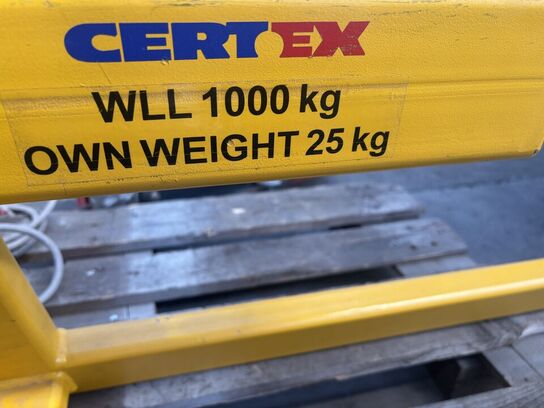 CERTEX
WLL 1000 kg
OWN WEIGHT 25 kg